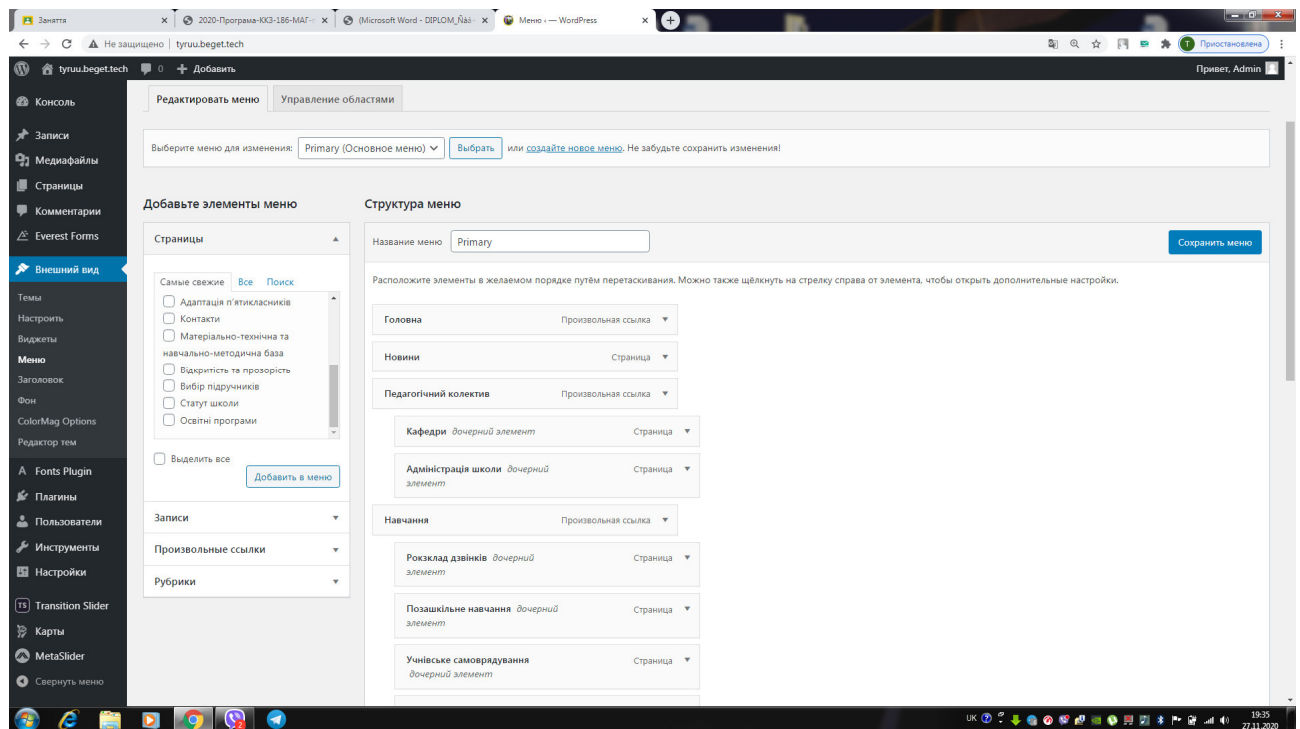 Заняття
2020-Програма-ККЗ-186-МАГ-
(Microsoft Word - DIPLOM_Ñàá
Меню ‹ — WordPress
Не защищено | tyruu.beget.tech
Приостановлена
tyruu.beget.tech 0 Добавить
Привет, Admin
Консоль
Записи
Медиафайлы
Страницы
Комментарии
Everest Forms
Внешний вид
Темы
Настроить
Виджеты
Меню
Заголовок
Фон
ColorMag Options
Редактор тем
Fonts Plugin
Плагины
Пользователи
Инструменты
Настройки
TS Transition Slider
Карты
MetaSlider
Свернуть меню
Редактировать меню
Управление областями
Выберите меню для изменения: Primary (Основное меню) Выбрать или создайте новое меню. Не забудьте сохранить изменения!
Добавьте элементы меню
Страницы
Самые свежие Все Поиск
Адаптація п'ятикласників
Контакти
Матеріально-технічна та
навчально-методична база
Відкритість та прозорість
Вибір підручників
Статут школи
Освітні програми
Выделить все
Добавить в меню
Записи
Произвольные ссылки
Рубрики
Структура меню
Название меню Primary
Сохранить меню
Расположите элементы в желаемом порядке путём перетаскивания. Можно также щёлкнуть на стрелку справа от элемента, чтобы открыть дополнительные настройки.
Головна Произвольная ссылка
Новини Страница
Педагогічний колектив Произвольная ссылка
Кафедри дочерний элемент Страница
Адміністрація школи дочерний Страница
элемент
Навчання Произвольная ссылка
Рокзклад дзвінків дочерний Страница
элемент
Позашкільне навчання дочерний Страница
элемент
Учнівське самоврядування Страница
дочерний элемент
UK
19:35
27.11.2020